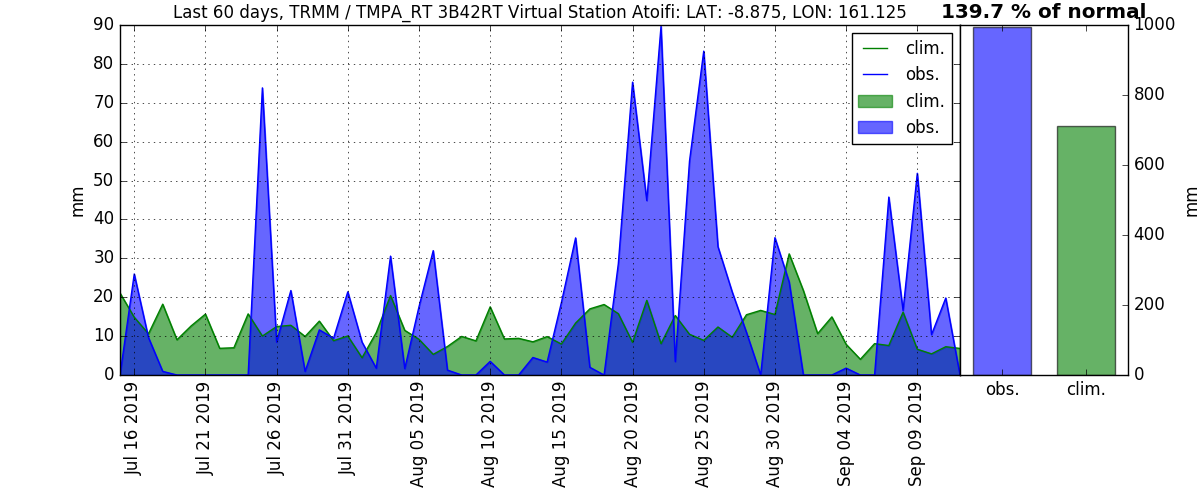 Last 60 days, TRMM / TMPA_RT 3B42RT Virtual Station Atoifi: LAT: -8.875, LON: 161.125
139.7 % of normal
90
80
70
60
50
40
30
20
10
0
mm
clim.
obs.
clim.
obs.
1000
800
600
400
200
0
mm
obs.
clim.
Jul 16 2019
Jul 21 2019
Jul 26 2019
Jul 31 2019
Aug 05 2019
Aug 10 2019
Aug 15 2019
Aug 20 2019
Aug 25 2019
Aug 30 2019
Sep 04 2019
Sep 09 2019